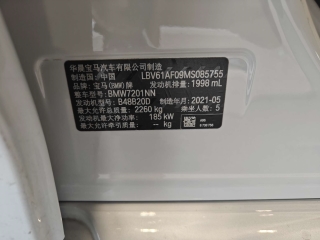 华晨宝马汽车有限公司制造
制造国:中国 LBV61AF09MS085755
品牌:宝马(BMW)牌 发动机排量:1998 mL
整车型号:BMW7201NN
发动机型号:B48B20D 制造年月:2021-05
最大允许总质量:2260 kg 乘坐人数:5
发动机最大净功率:185 kW
最大允许牵引质量:— kg